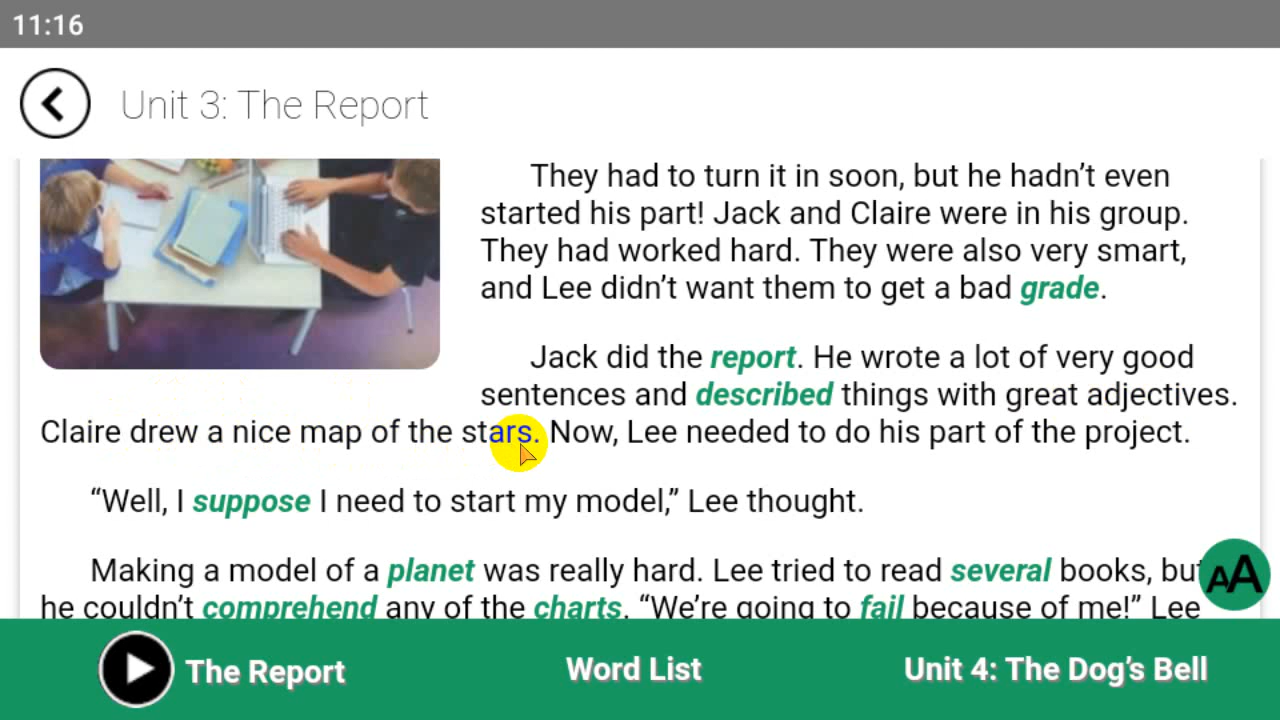 11:16
Unit 3: The Report
They had to turn it in soon, but he hadn’t even
started his part! Jack and Claire were in his group.
They had worked hard. They were also very smart,
and Lee didn’t want them to get a bad grade.
Jack did the report. He wrote a lot of very good
sentences and described things with great adjectives.
Claire drew a nice map of the stars. Now, Lee needed to do his part of the project.
“Well, I suppose I need to start my model,” Lee thought.
Making a model of a planet was really hard. Lee tried to read several books, but
he couldn’t comprehend any of the charts. “We’re going to fail because of me!” Lee
AA
The Report
Word List
Unit 4: The Dog’s Bell